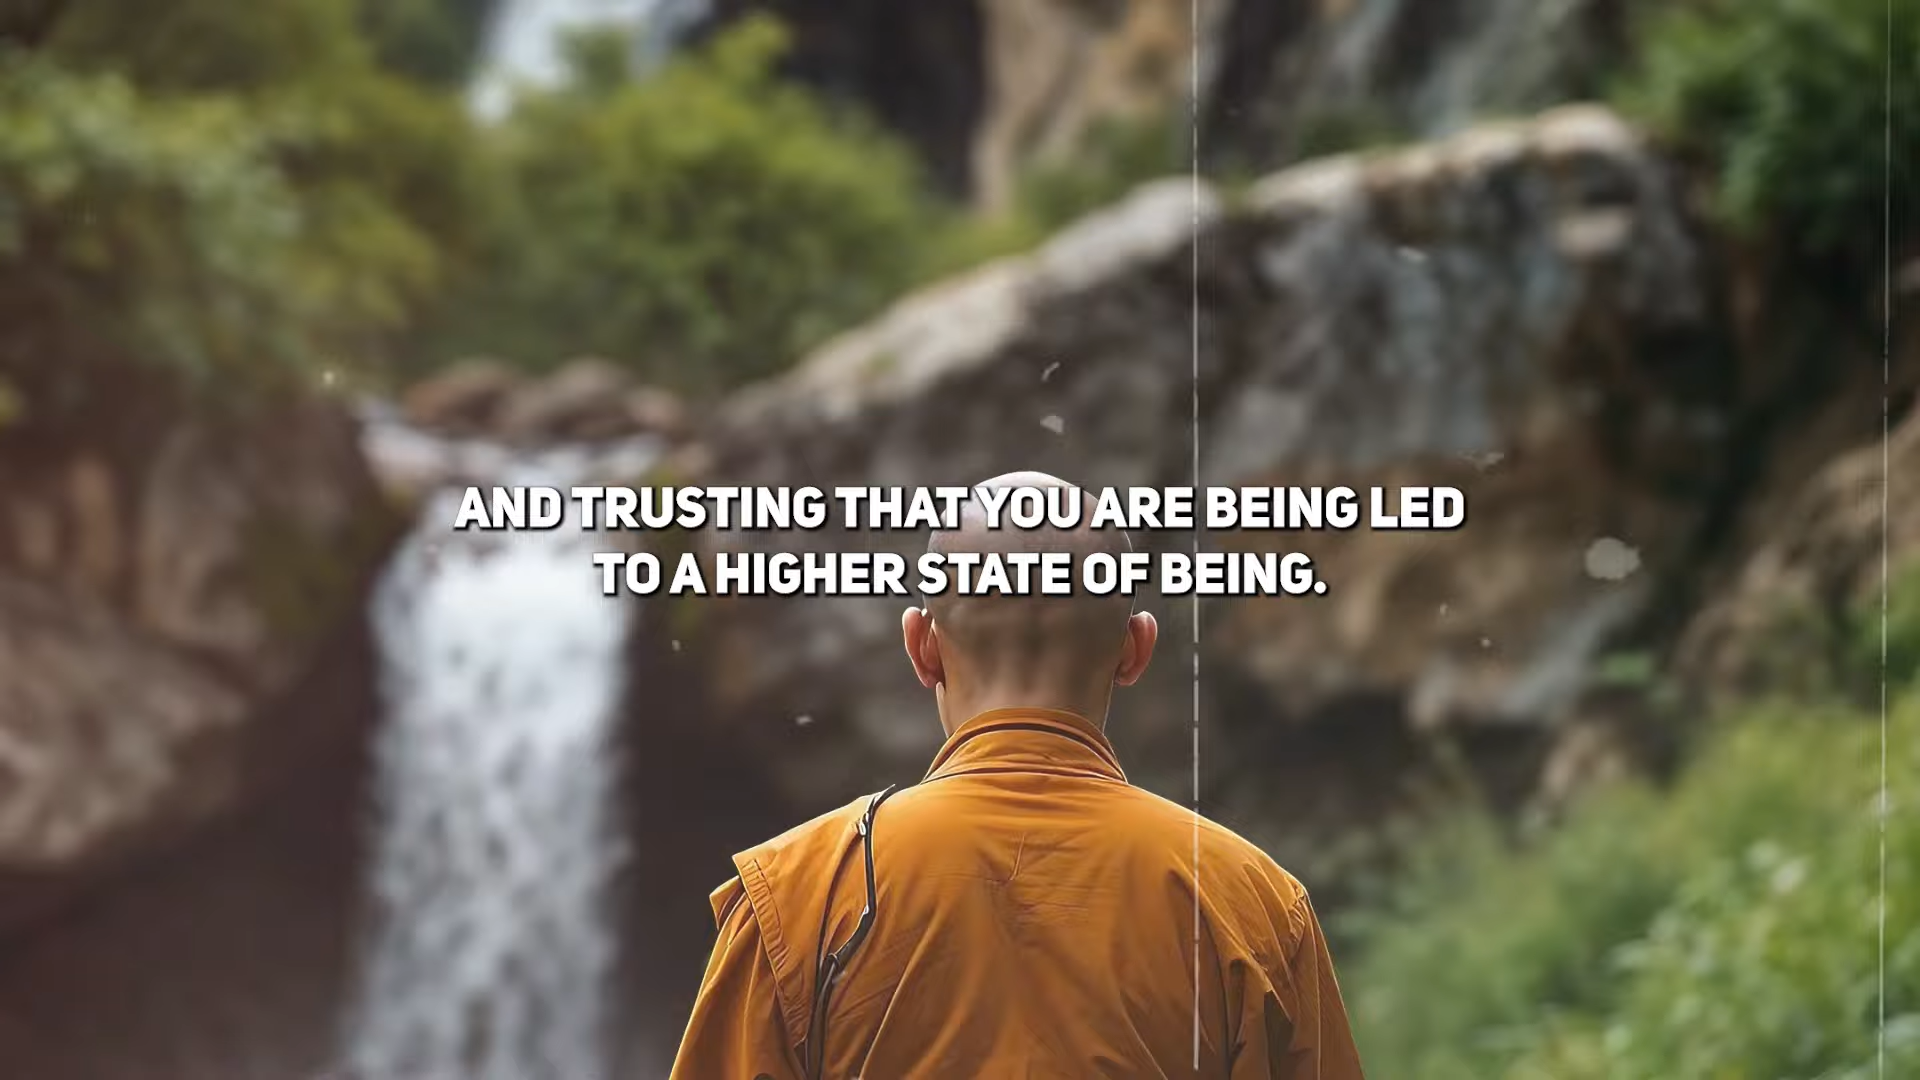 AND TRUSTING THAT YOU ARE BEING LED
TO A HIGHER STATE OF BEING.